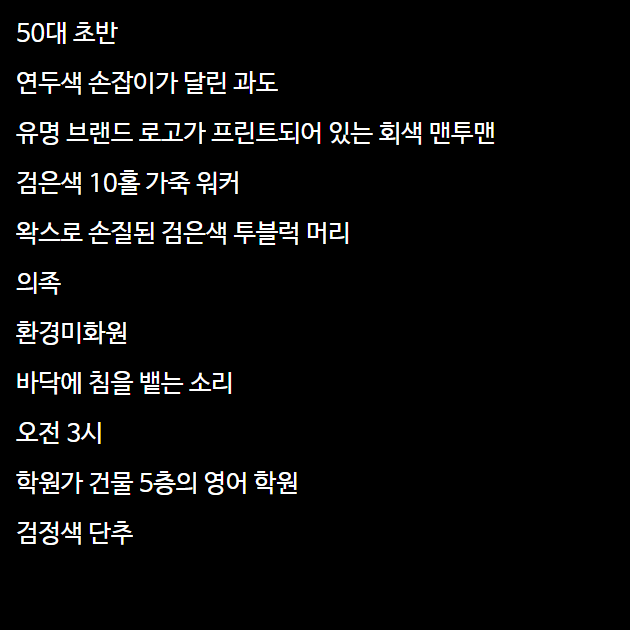 50대 초반
연두색 손잡이가 달린 과도
유명 브랜드 로고가 프린트되어 있는 회색 맨투맨
검은색 10홀 가죽 워커
왁스로 손질된 검은색 투블럭 머리
의족
환경미화원
바닥에 침을 뱉는 소리
오전 3시
학원가 건물 5층의 영어 학원
검정색 단추